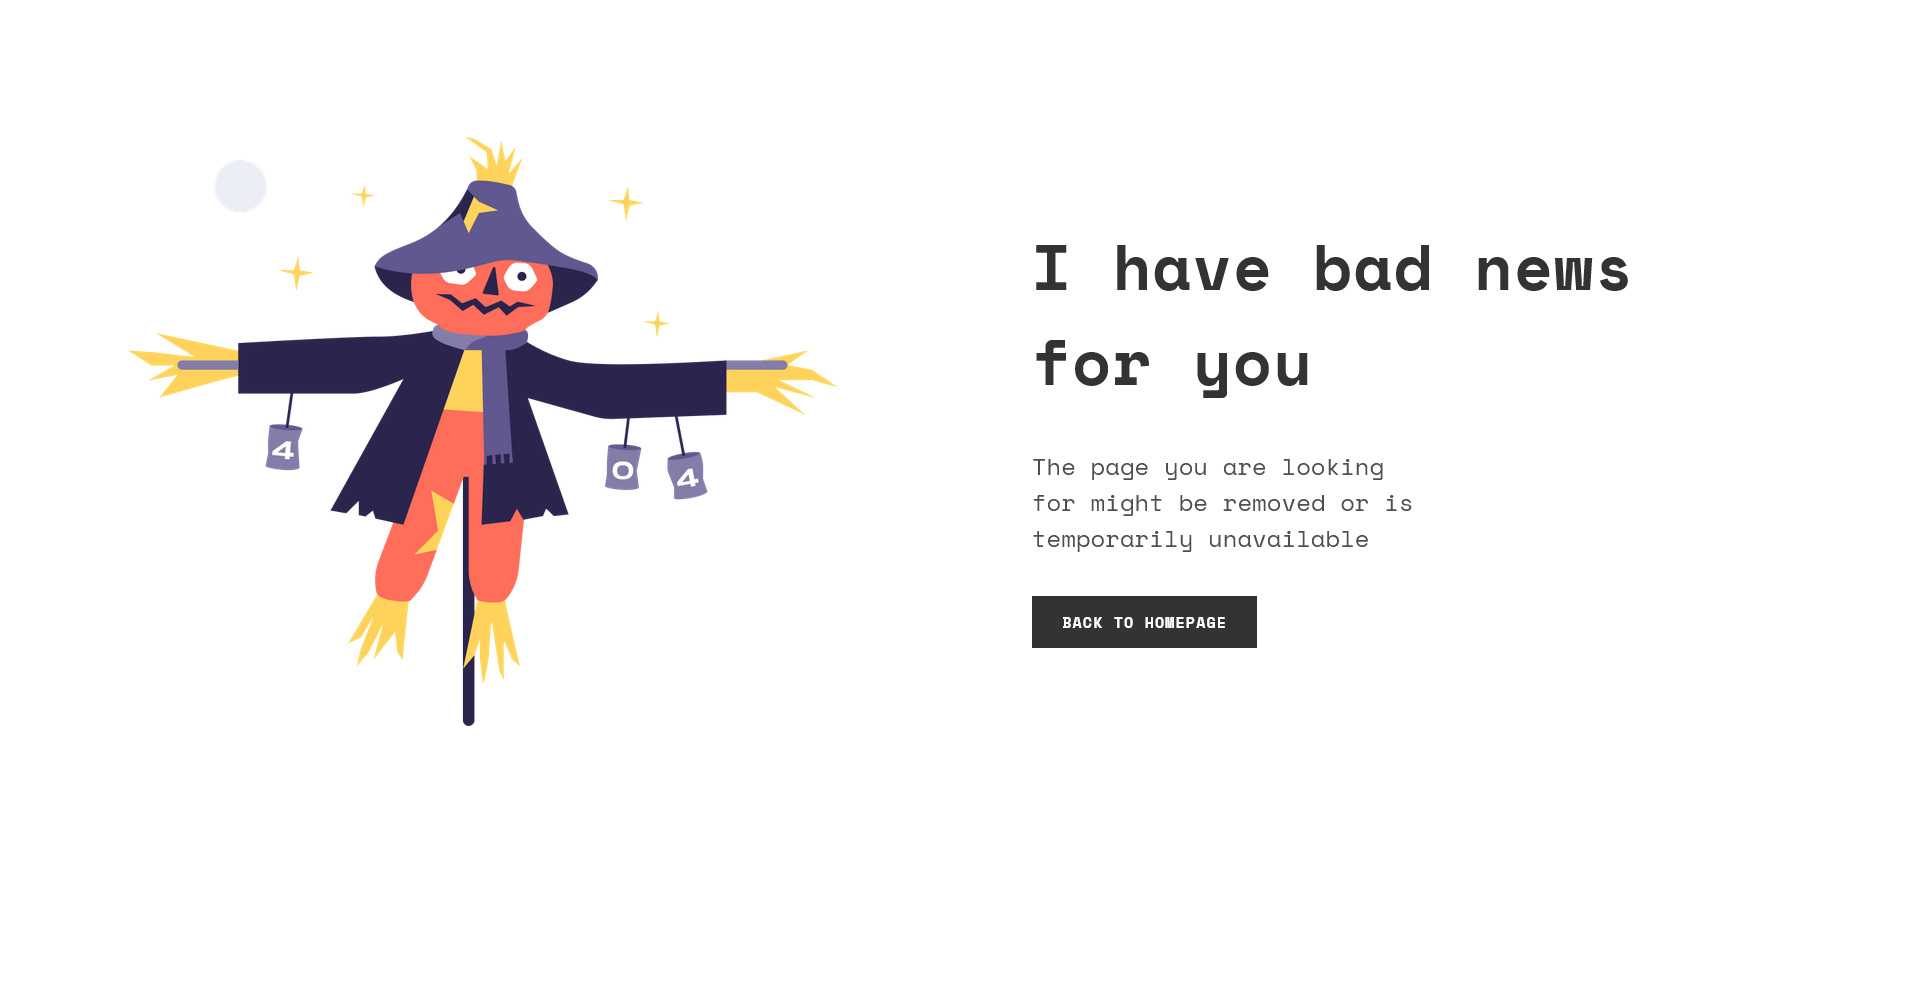 4
0
4
I have bad news
for you
The page you are looking
for might be removed or is
temporarily unavailable
BACK TO HOMEPAGE